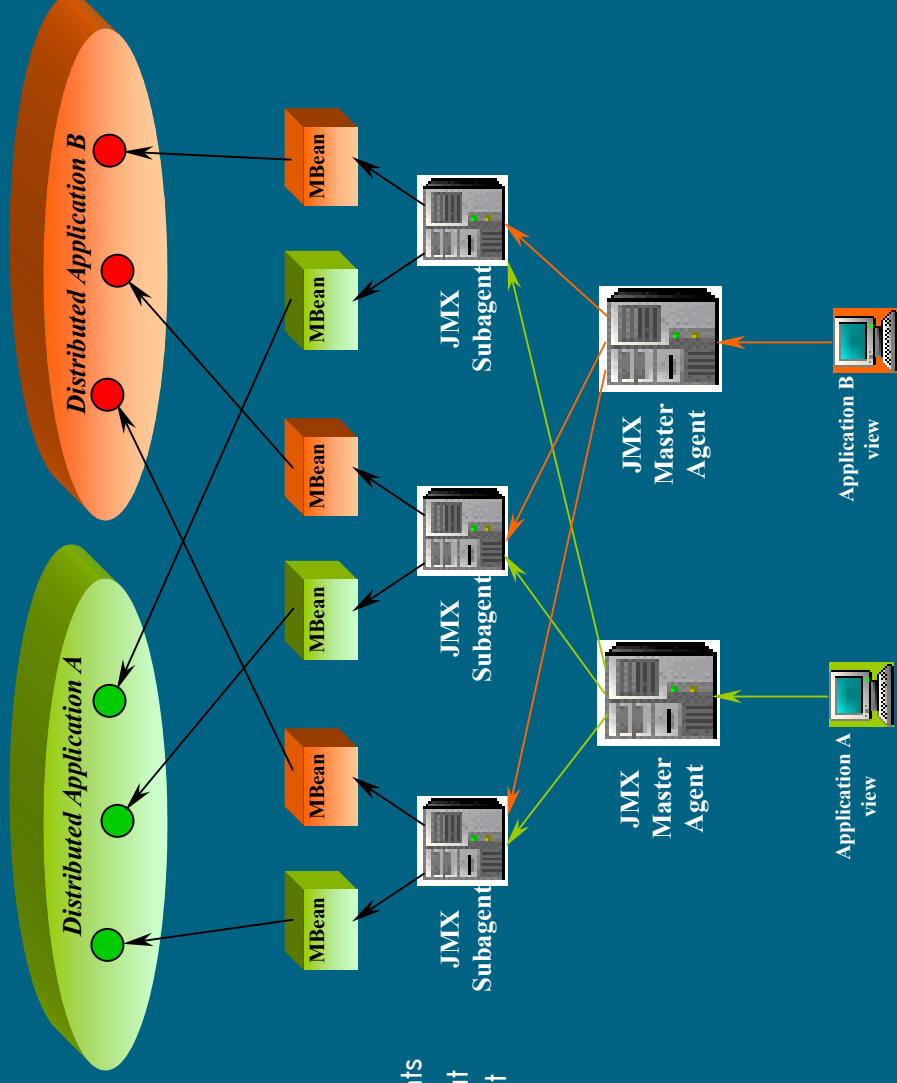 Distributed Application A
Distributed Application B
MBean
MBean
MBean
MBean
MBean
MBean
nts
JMX
Subagent
JMX
Subagent
JMX
Subagent
JMX
Master
Agent
JMX
Master
Agent
Application A
view
Application B
view